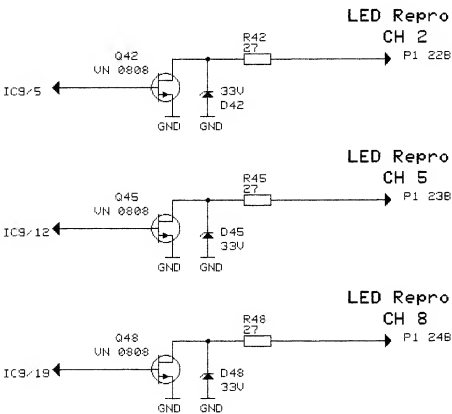 LED Repro
CH 2
R42
27
P1 22B
Q42
VN 0808
IC9/5
33V
D42
GND
GND
LED Repro
CH 5
R45
27
P1 23B
Q45
VN 0808
IC9/12
D45
33V
GND
GND
LED Repro
CH 8
R48
27
P1 24B
Q48
VN 0808
IC9/19
D48
33V
GND
GND